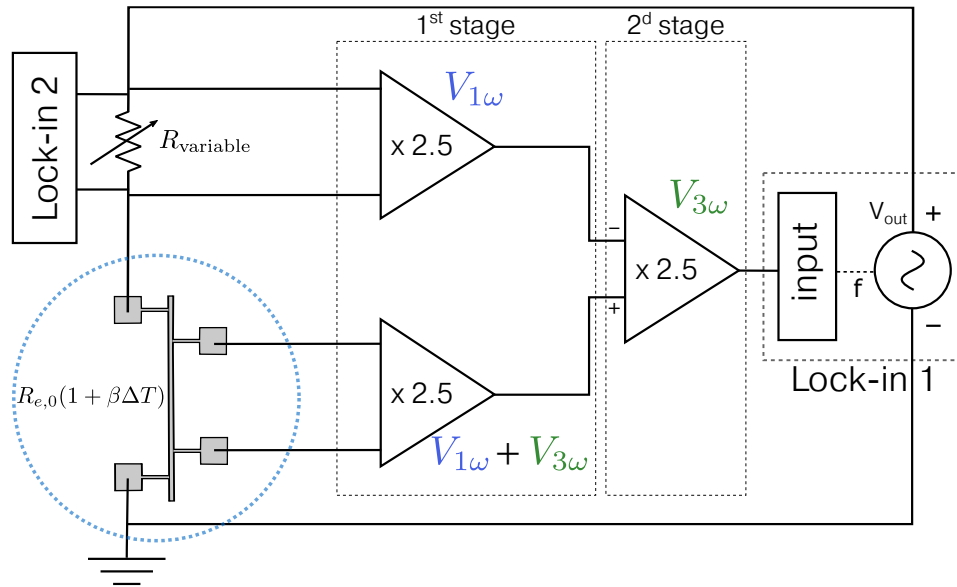 1st stage
2d stage
Lock-in 2
Rvariable
x 2.5
V1ω
x 2.5
V1ω + V3ω
−
+
x 2.5
V3ω
input
f
Vout
+
−
Lock-in 1
Re,0(1 + βΔT)